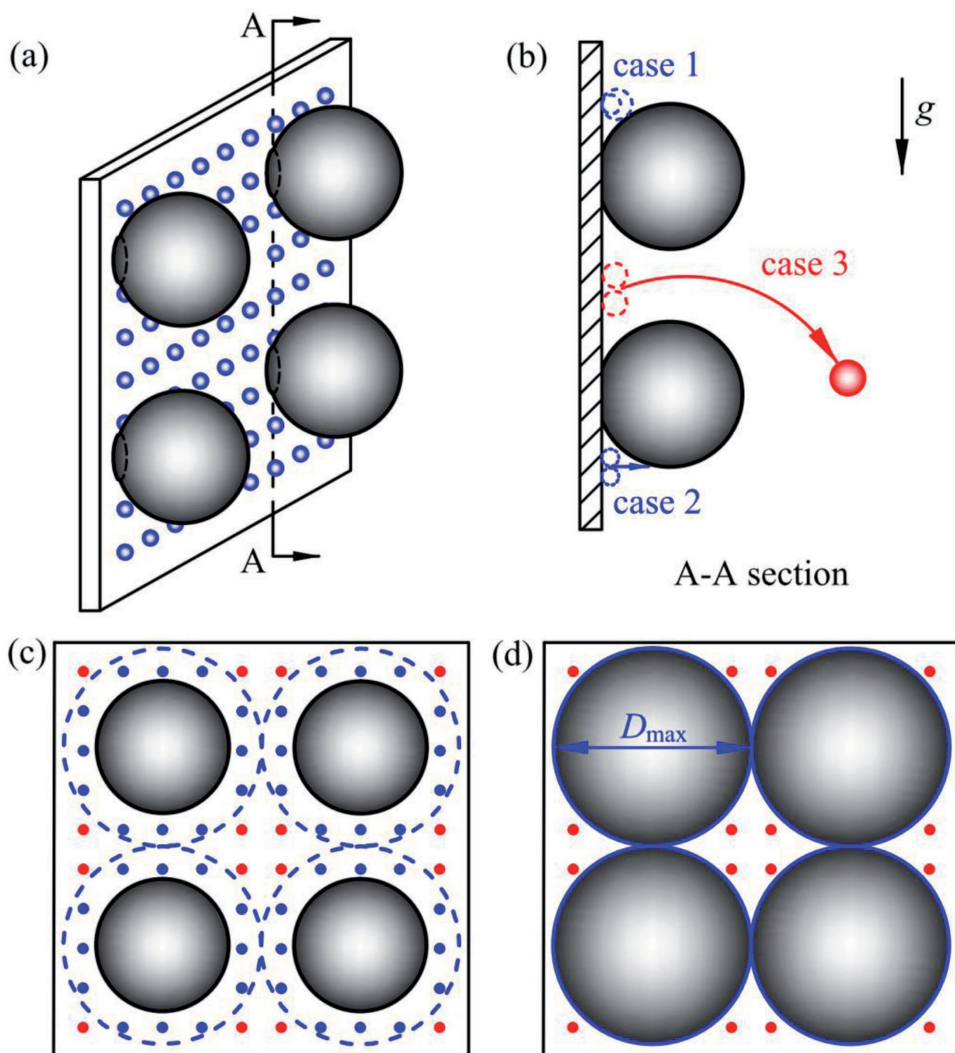 (a)
A
A
(b)
case 1
g
case 3
case 2
A-A section
(c)
(d)
Dmax